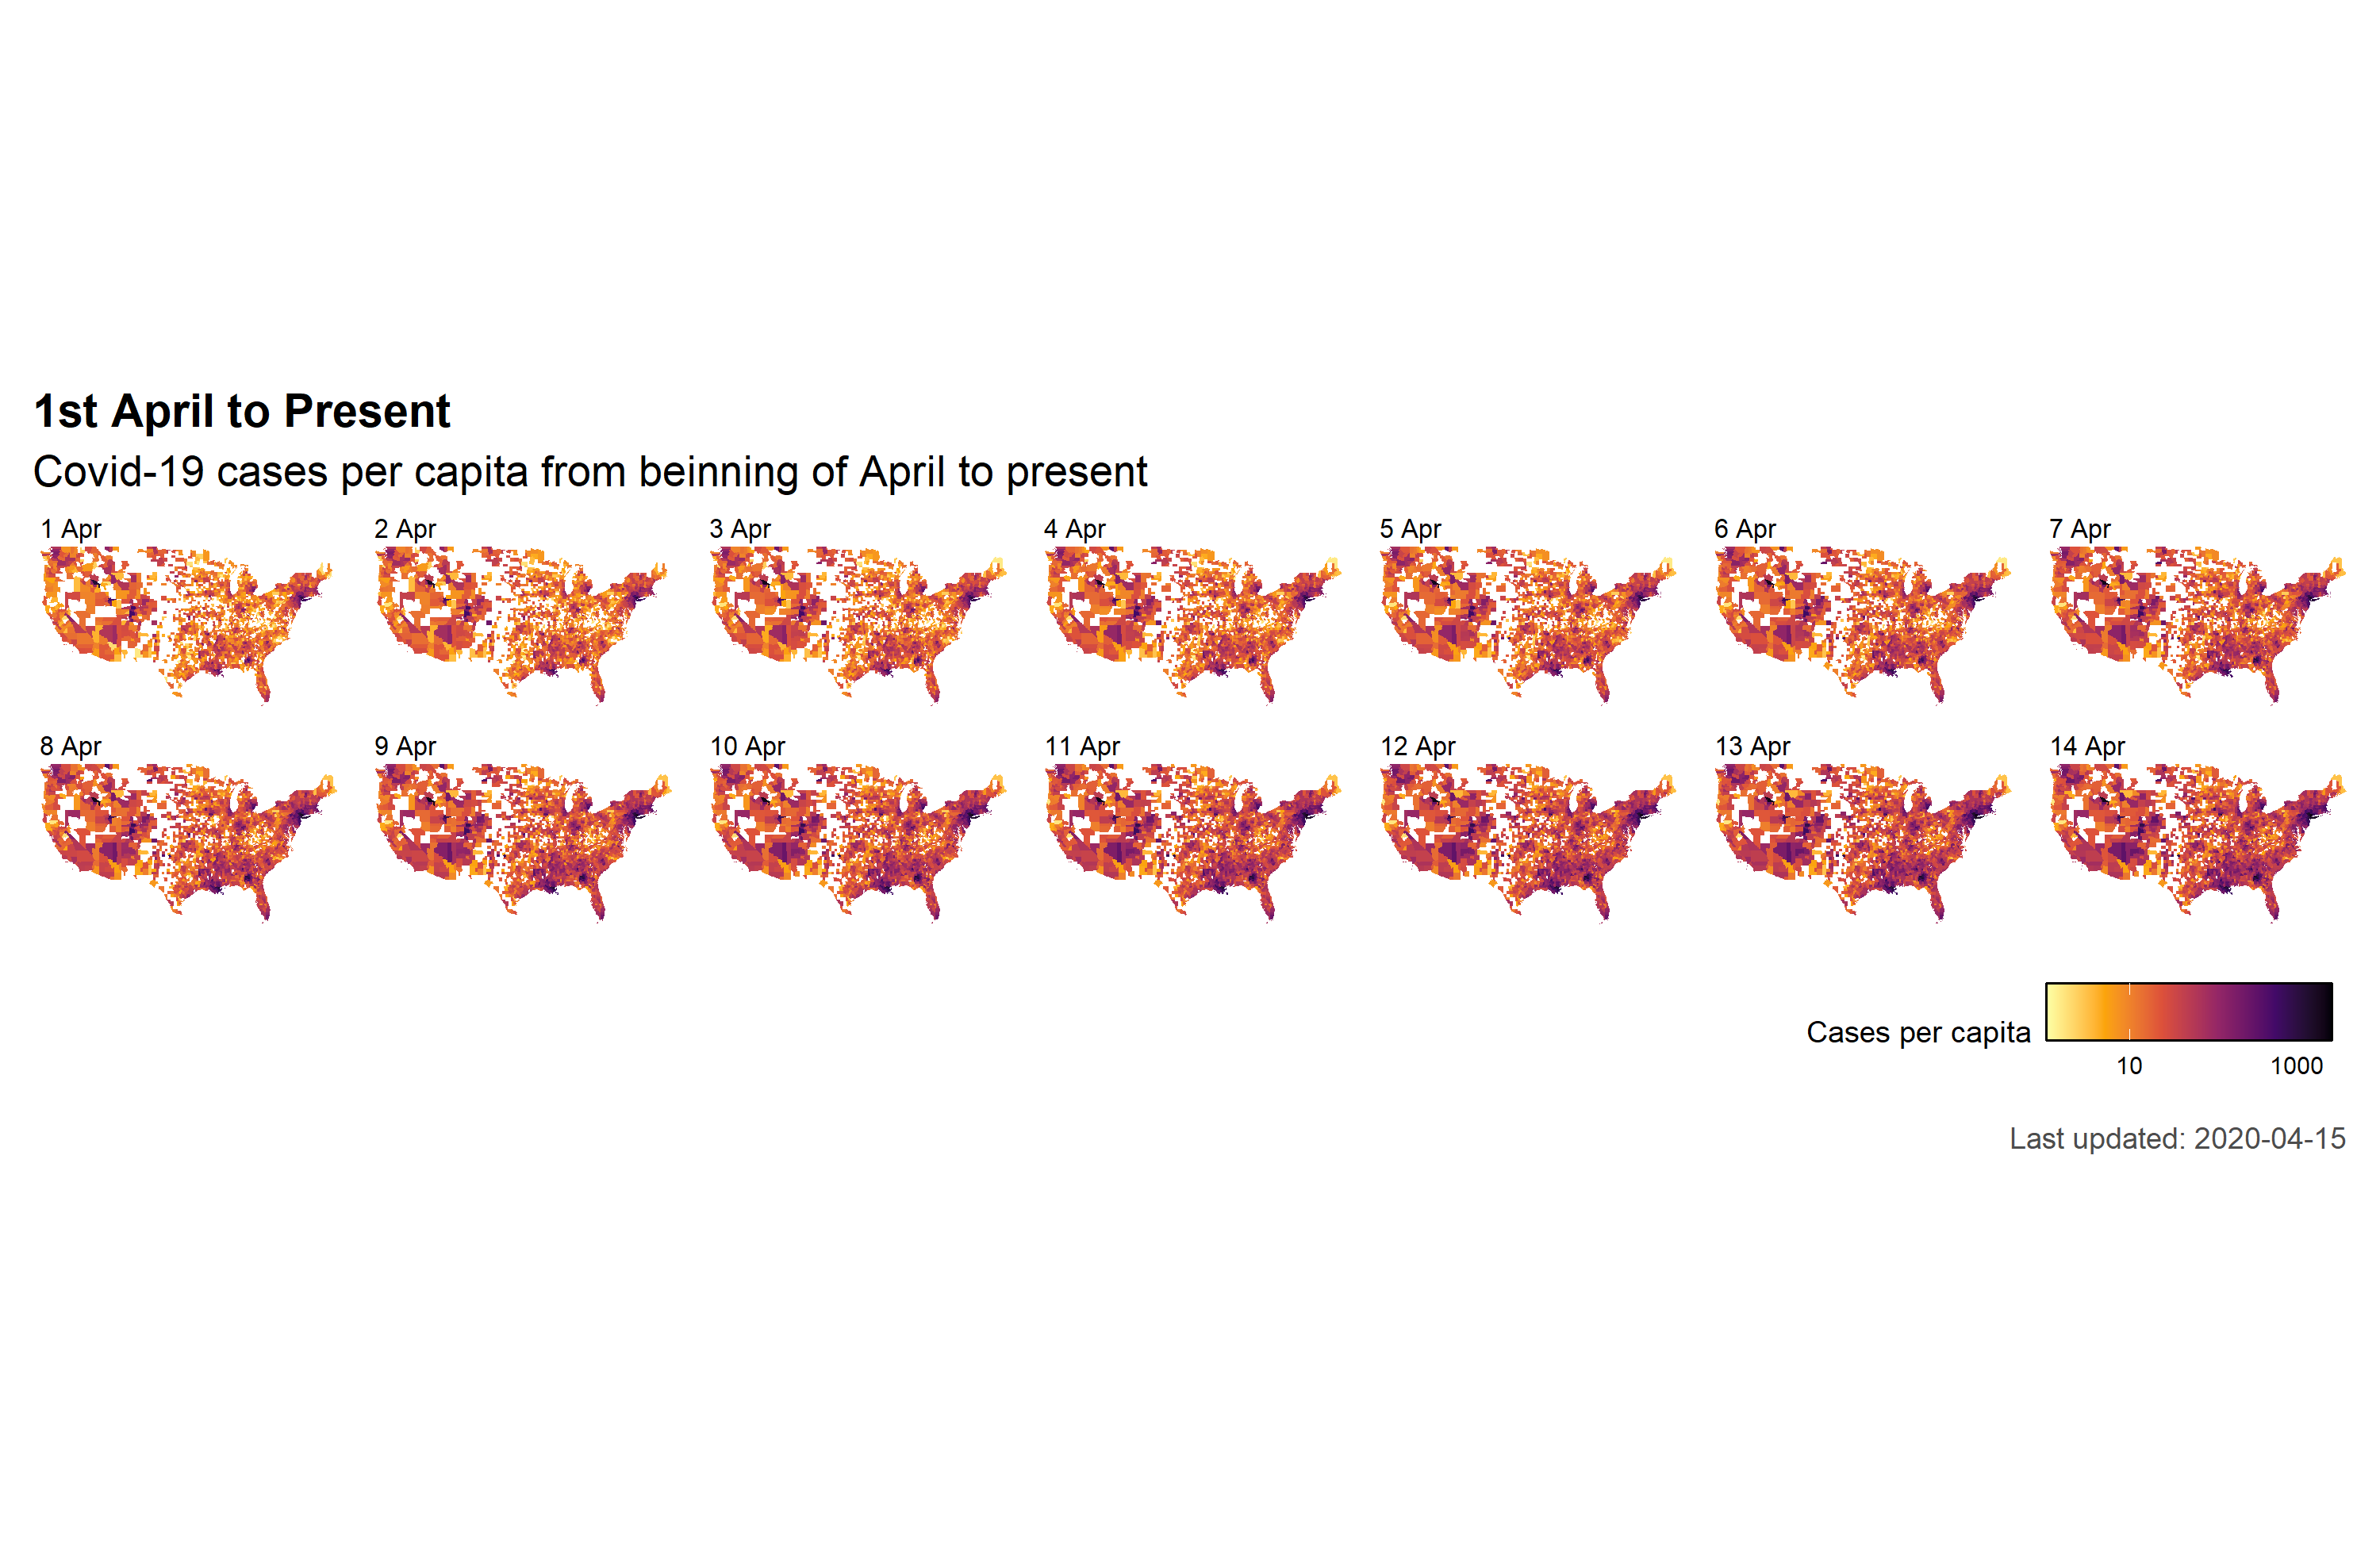 1st April to Present
Covid-19 cases per capita from beinning of April to present
1 Apr
2 Apr
3 Apr
4 Apr
5 Apr
6 Apr
7 Apr
8 Apr
9 Apr
10 Apr
11 Apr
12 Apr
13 Apr
14 Apr
Cases per capita
10
1000
Last updated: 2020-04-15